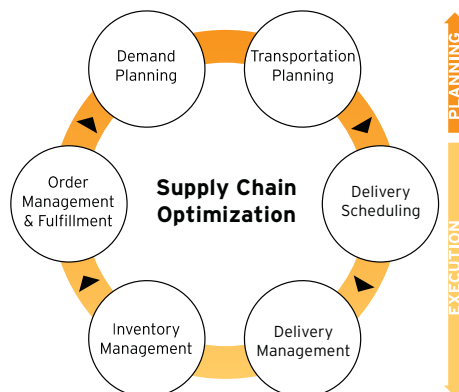 Demand
Planning
Transportation
Planning
PLANNING
Order
Management
& Fulfillment
Supply Chain
Optimization
Delivery
Scheduling
EXECUTION
Inventory
Management
Delivery
Management